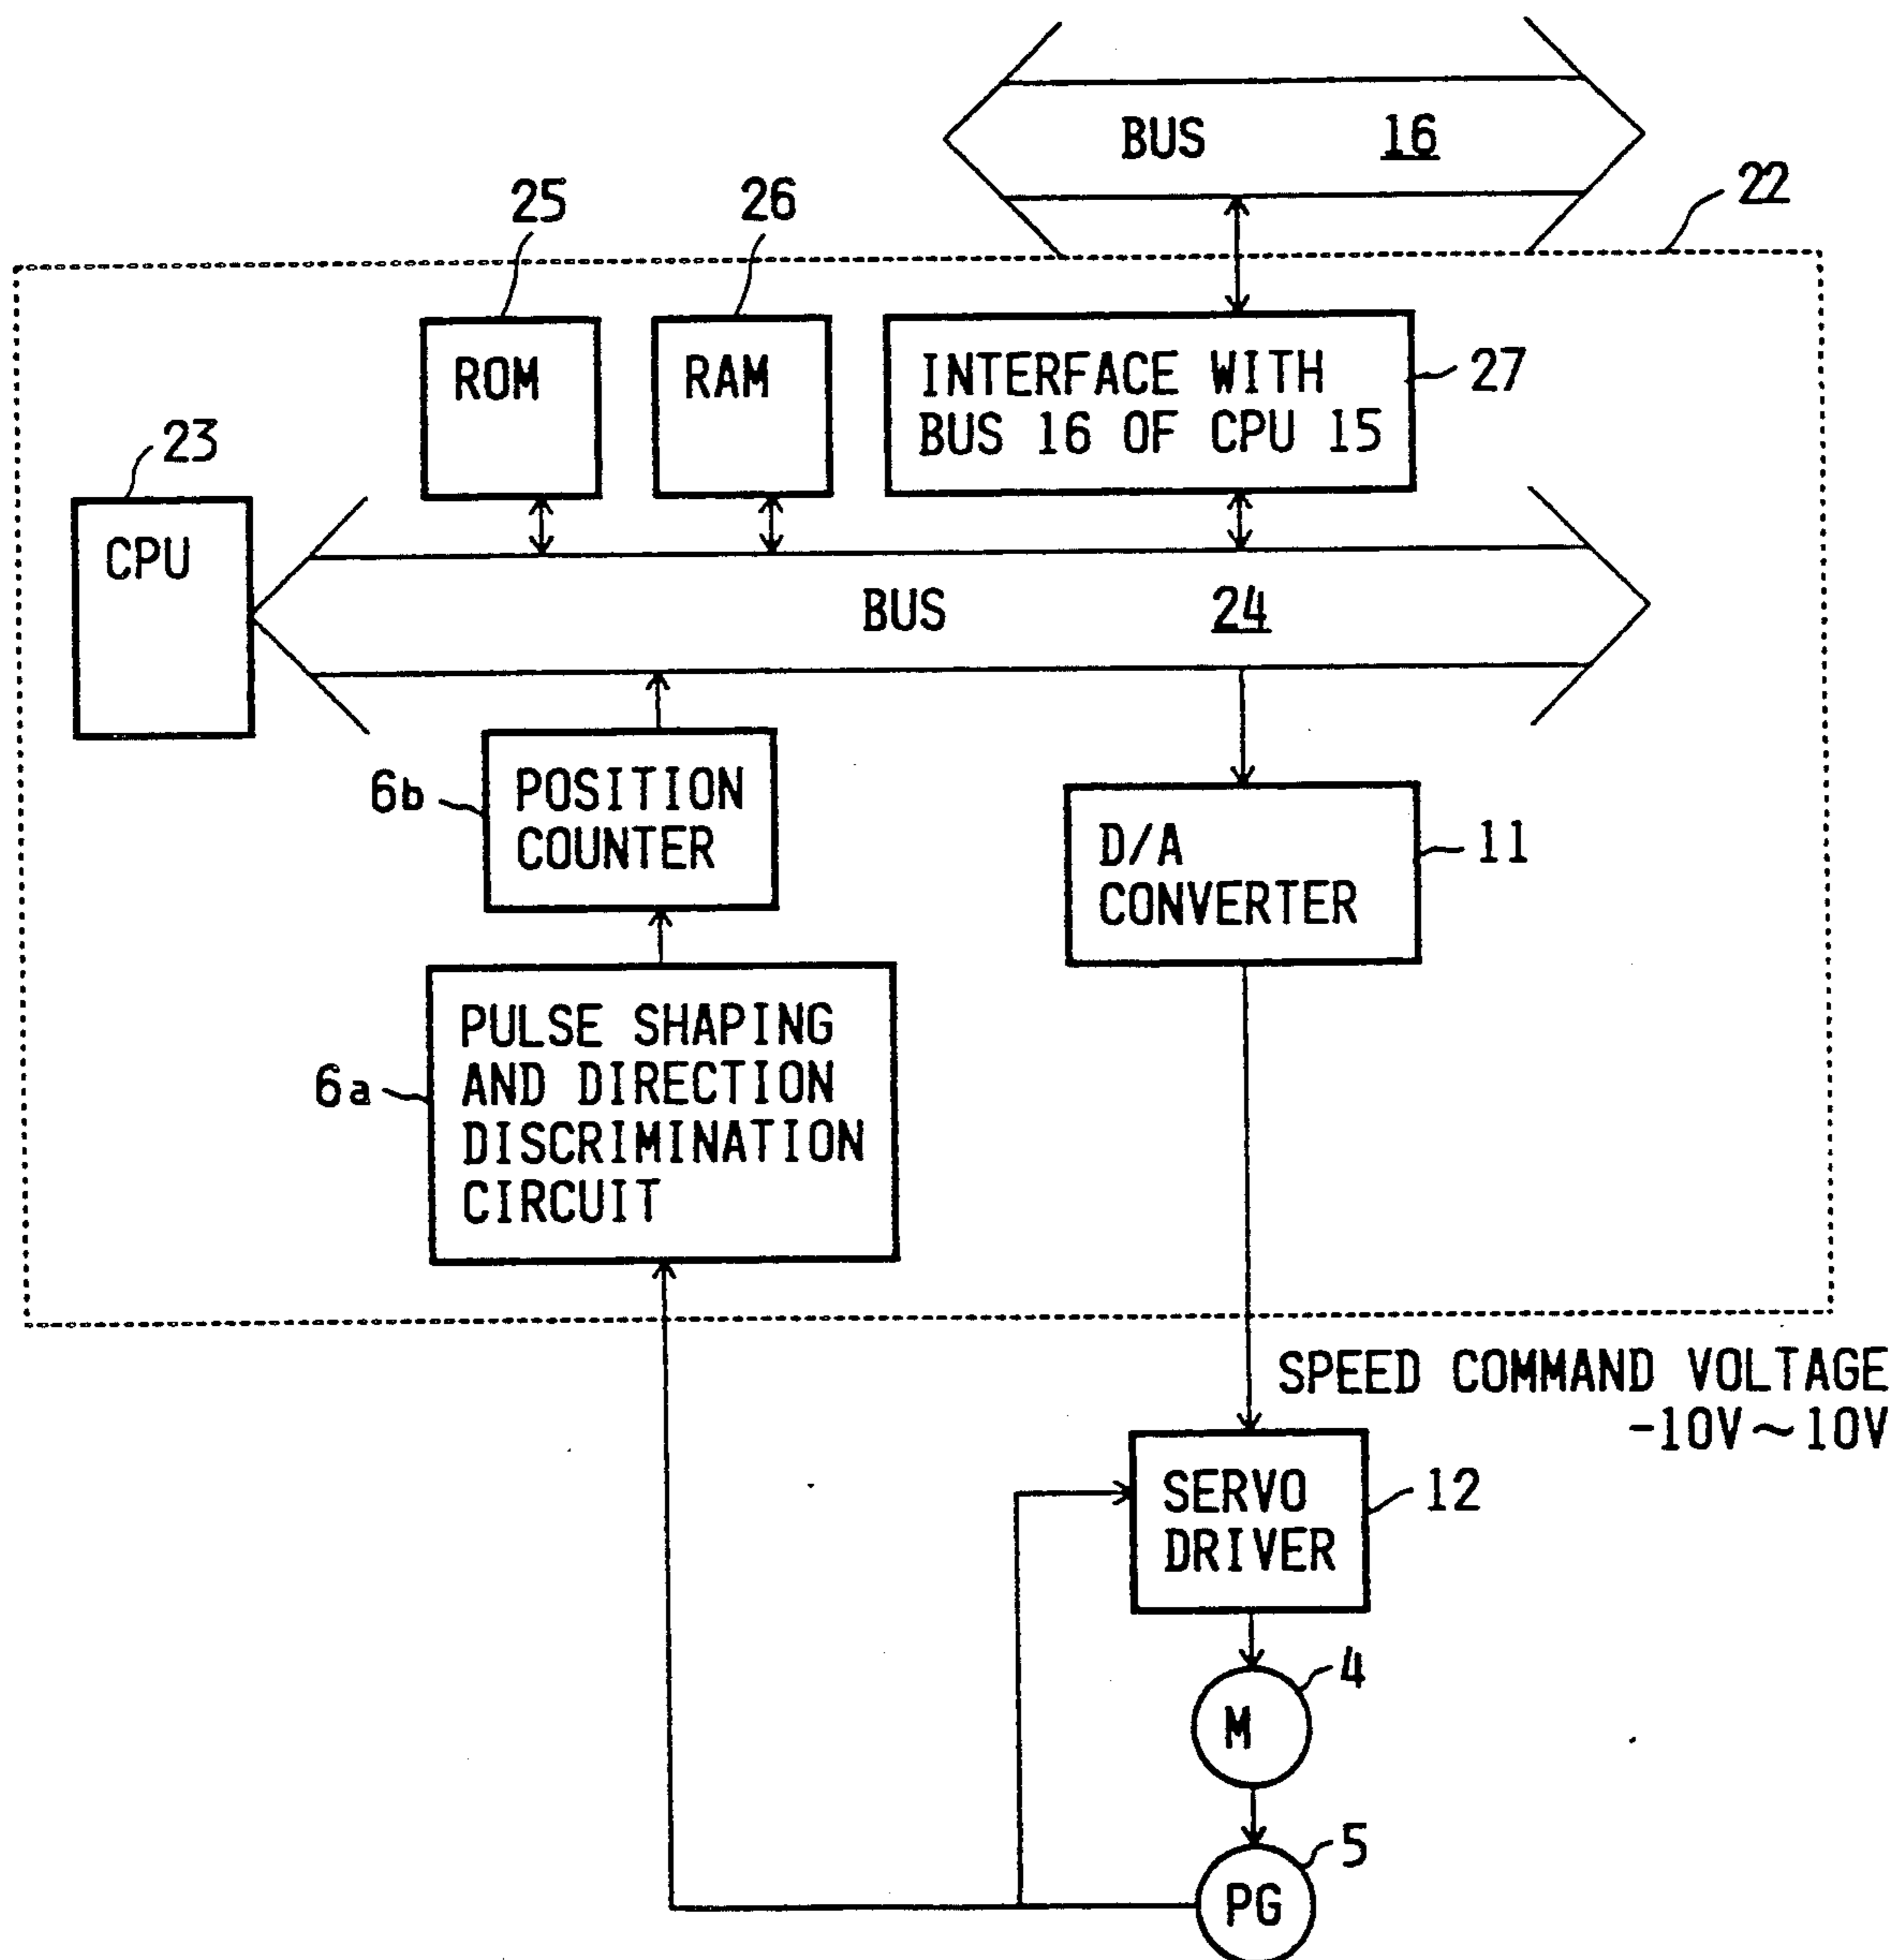 BUS 16
22
25
26
ROM
RAM
INTERFACE WITH
BUS 16 OF CPU 15
27
23
CPU
BUS 24
6b
POSITION
COUNTER
D/A
CONVERTER
11
6a
PULSE SHAPING
AND DIRECTION
DISCRIMINATION
CIRCUIT
SPEED COMMAND VOLTAGE
-10V~10V
SERVO
DRIVER
12
4
M
5
PG